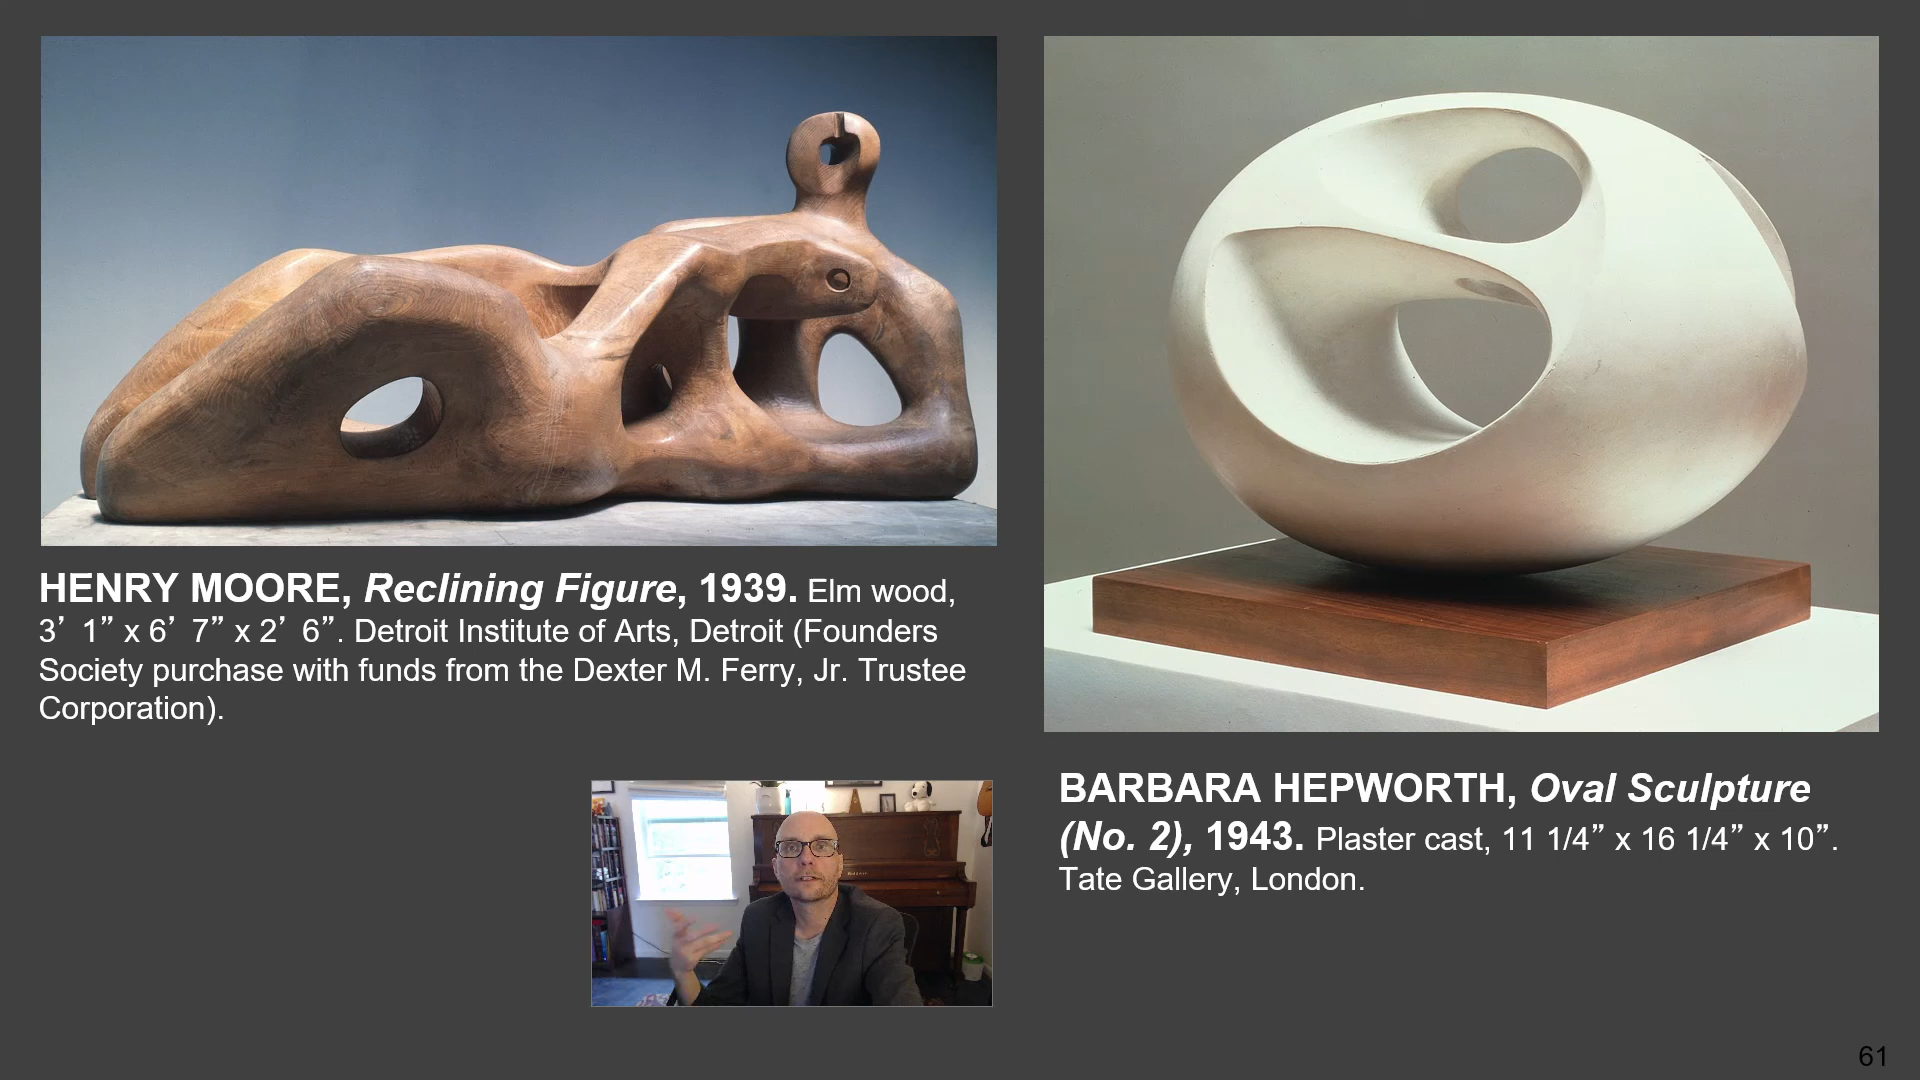 HENRY MOORE, Reclining Figure, 1939. Elm wood,
3’ 1” x 6’ 7” x 2’ 6”. Detroit Institute of Arts, Detroit (Founders
Society purchase with funds from the Dexter M. Ferry, Jr. Trustee
Corporation).
BARBARA HEPWORTH, Oval Sculpture
(No. 2), 1943. Plaster cast, 11 1/4” x 16 1/4” x 10”.
Tate Gallery, London.
61